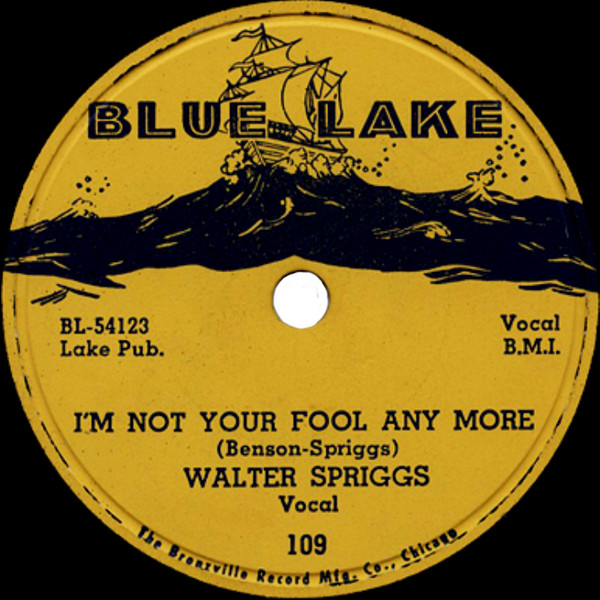 BLUE LAKE
BL-54123
Lake Pub.
Vocal
B.M.I.
I'M NOT YOUR FOOL ANY MORE
(Benson-Spriggs)
WALTER SPRIGGS
Vocal
109
The Bronzville Record Mfg. Co., Chicago